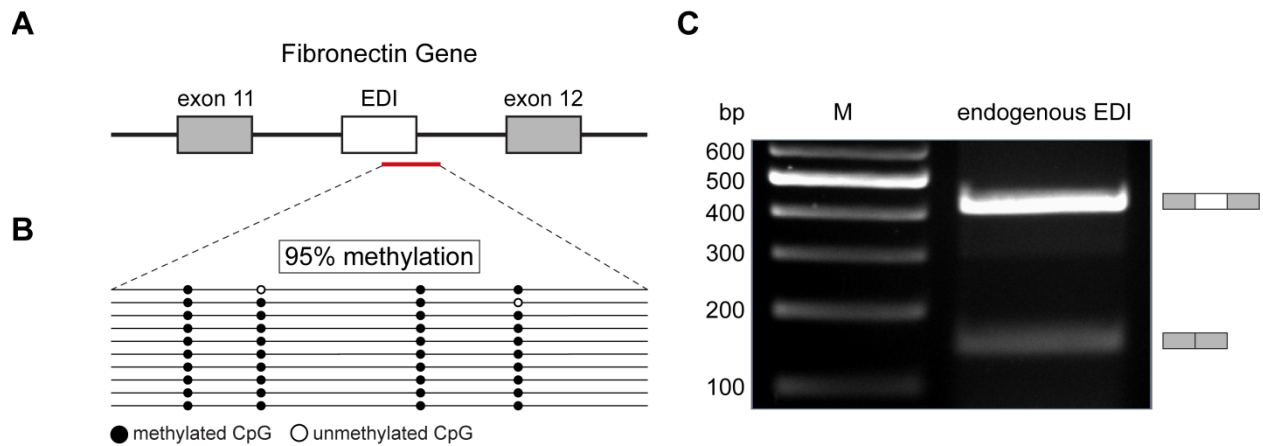 A
Fibronectin Gene
exon 11
EDI
exon 12
B
95% methylation
methylated CpG
unmethylated CpG
C
bp
M
endogenous EDI
600
500
400
300
200
100